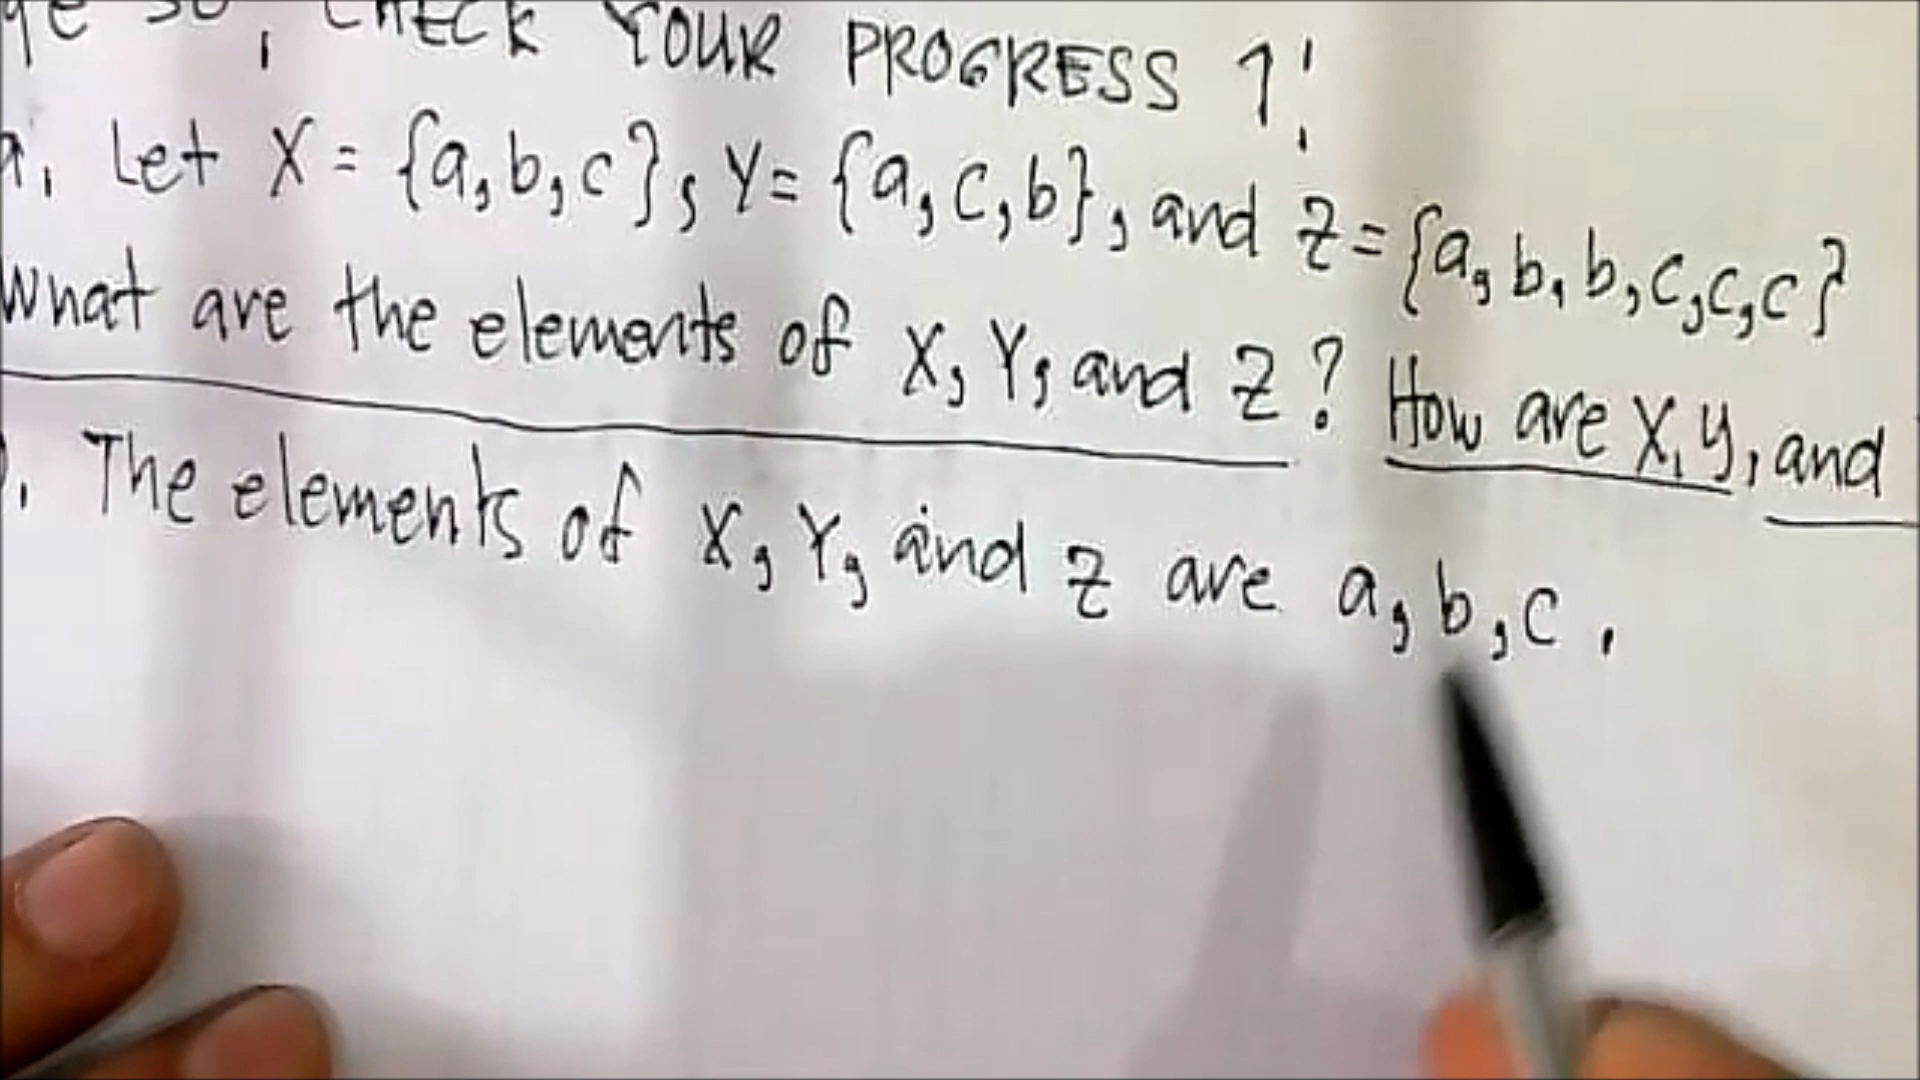 SO, CHECK YOUR PROGRESS 1!
a. Let X = {a, b, c}, Y = {a, c, b}, and Z = {a, b, b, c, c, c}
What are the elements of X, Y, and Z? How are X, Y, and
. The elements of X, Y, and Z are a, b, c.